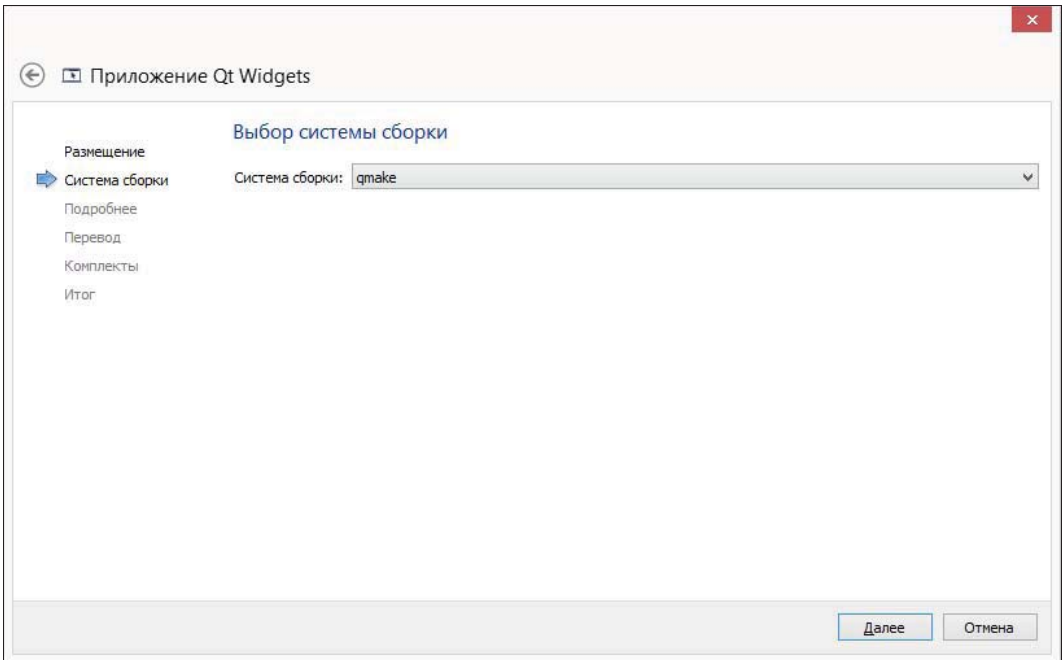 Приложение Qt Widgets
Выбор системы сборки
Размещение
Система сборки
Подробнее
Перевод
Комплекты
Итог
Система сборки: qmake
Далее
Отмена